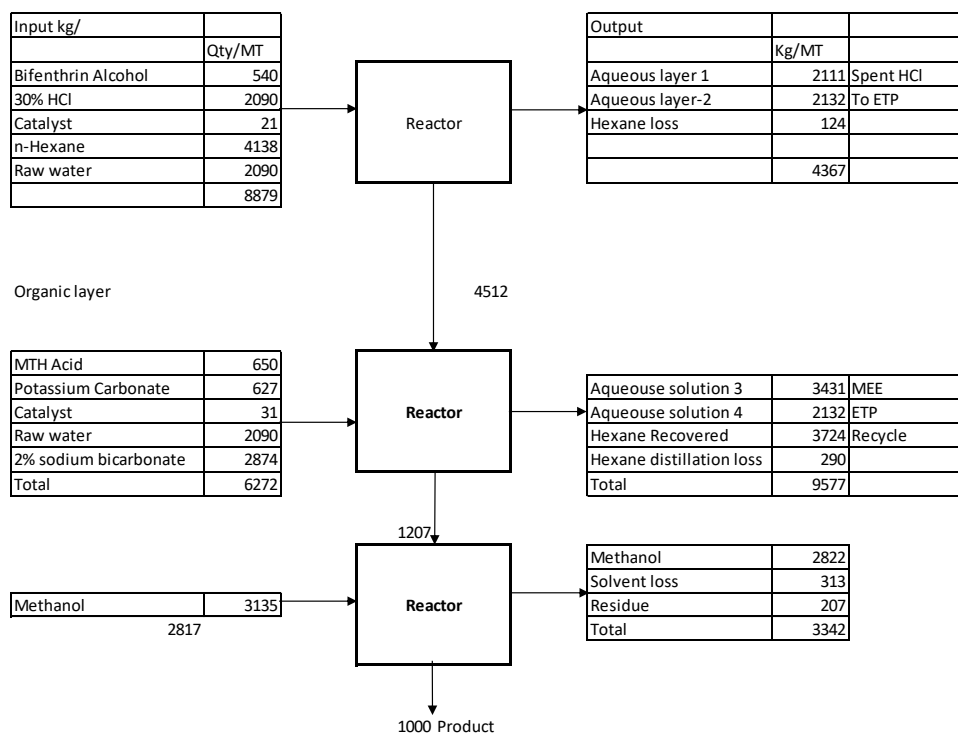 Input kg/
Qty/MT
Bifenthrin Alcohol 540
30% HCl 2090
Catalyst 21
n-Hexane 4138
Raw water 2090
8879
Reactor
Output
Kg/MT
Aqueous layer 1 2111 Spent HCl
Aqueous layer-2 2132 To ETP
Hexane loss 124
4367
Organic layer 4512
MTH Acid 650
Potassium Carbonate 627
Catalyst 31
Raw water 2090
2% sodium bicarbonate 2874
Total 6272
Reactor
Aqueouse solution 3 3431 MEE
Aqueouse solution 4 2132 ETP
Hexane Recovered 3724 Recycle
Hexane distillation loss 290
Total 9577
1207
Methanol 3135
2817
Reactor
Methanol 2822
Solvent loss 313
Residue 207
Total 3342
1000 Product